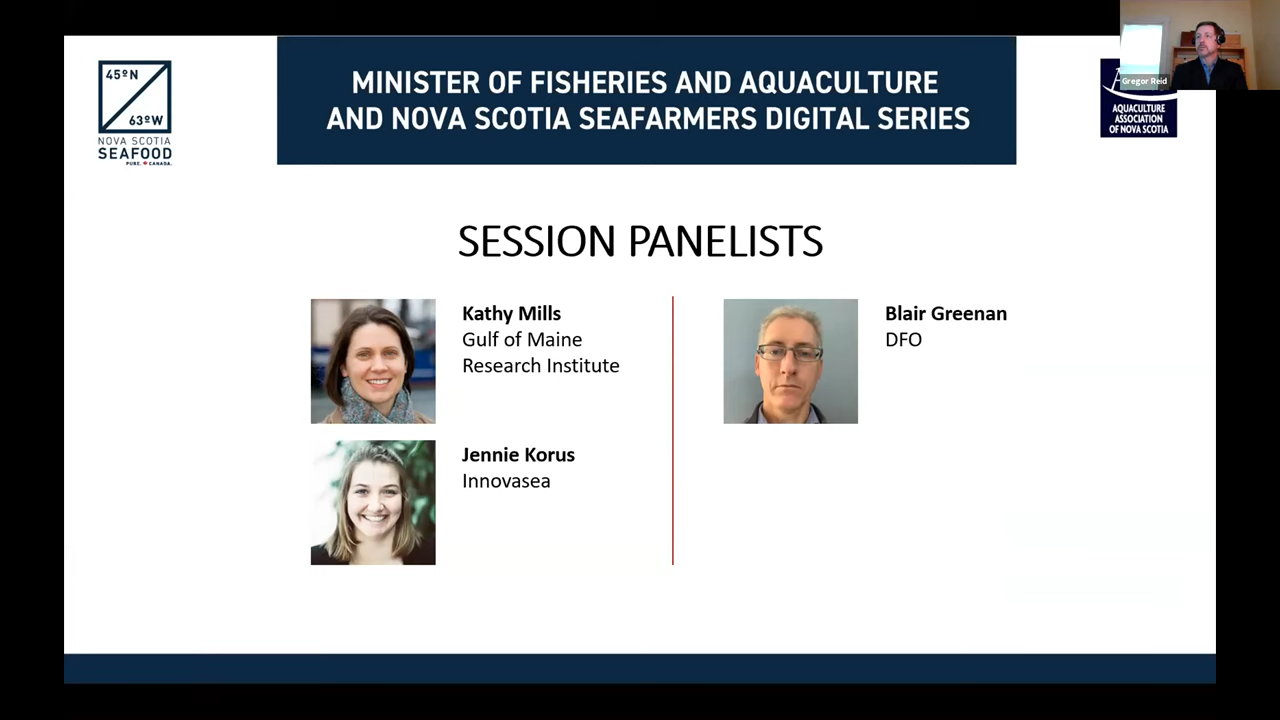 45ºN
63ºW
NOVA SCOTIA
SEAFOOD
PURE. CANADA.
MINISTER OF FISHERIES AND AQUACULTURE
AND NOVA SCOTIA SEAFARMERS DIGITAL SERIES
Gregor Reid
AQUACULTURE
ASSOCIATION
OF NOVA SCOTIA
SESSION PANELISTS
Kathy Mills
Gulf of Maine
Research Institute
Jennie Korus
Innovasea
Blair Greenan
DFO